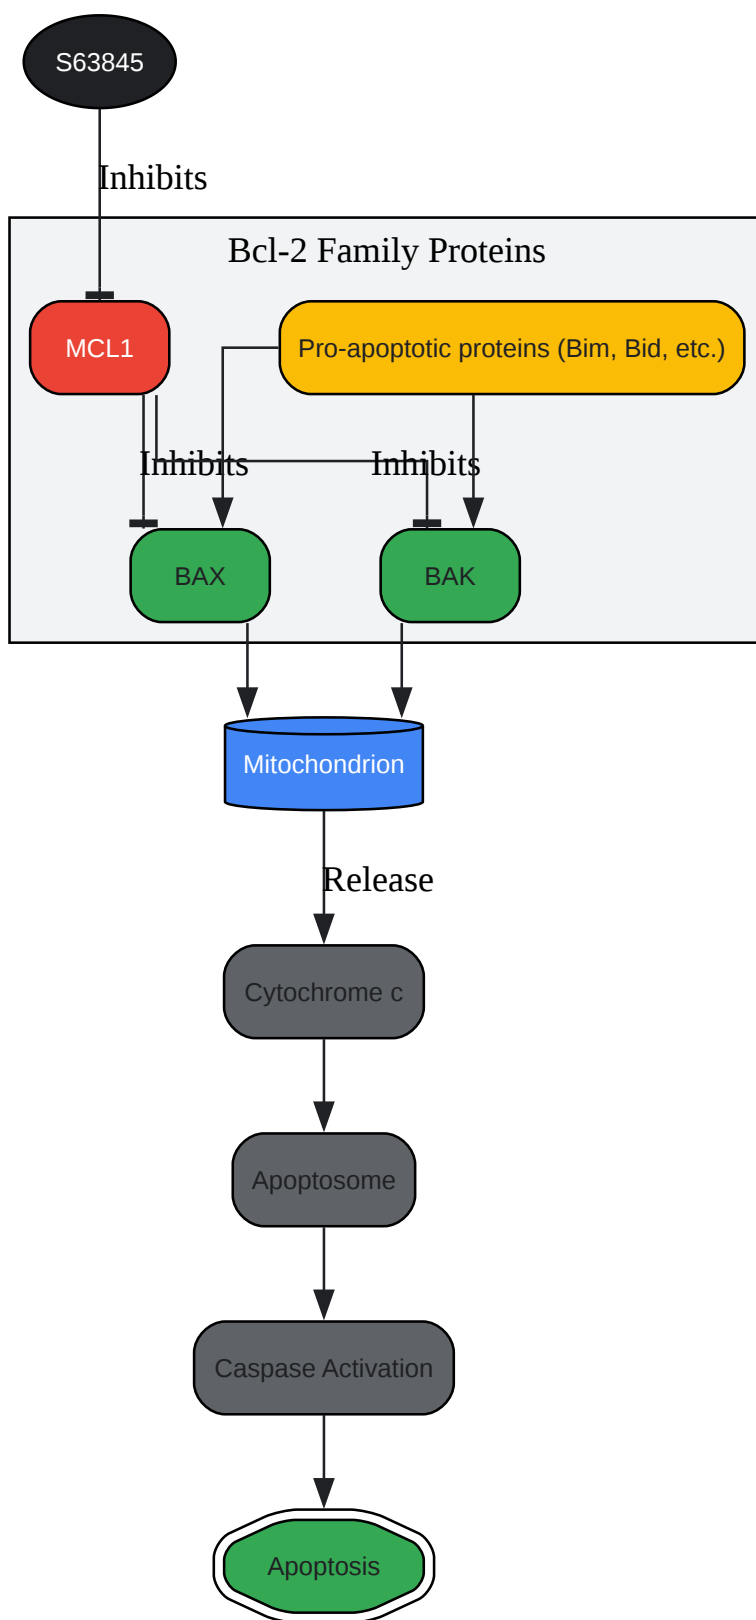 S63845
Inhibits
Bcl-2 Family Proteins
MCL1
Pro-apoptotic proteins (Bim, Bid, etc.)
Inhibits
Inhibits
BAX
BAK
Mitochondrion
Release
Cytochrome c
Apoptosome
Caspase Activation
Apoptosis